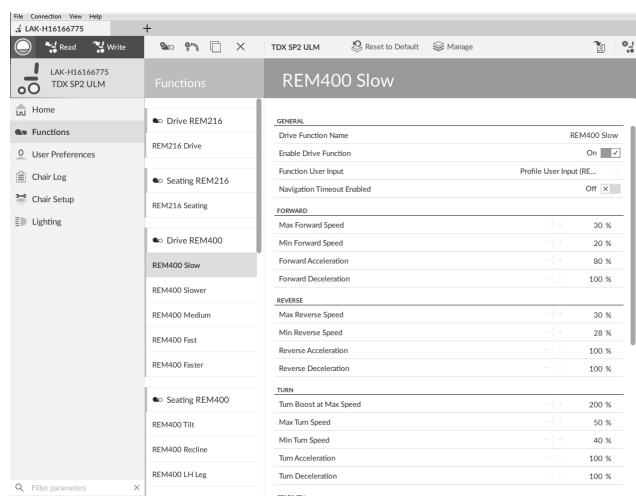 File Connection View Help
LAK-H16166775 +
Read Write TDX SP2 ULM Reset to Default Manage
LAK-H16166775
TDX SP2 ULM
Functions
REM400 Slow
Home
Functions
User Preferences
Chair Log
Chair Setup
Lighting
Filter parameters
Drive REM216
REM216 Drive
Seating REM216
REM216 Seating
Drive REM400
REM400 Slow
REM400 Slower
REM400 Medium
REM400 Fast
REM400 Faster
Seating REM400
REM400 Tilt
REM400 Recline
REM400 LH Leg
GENERAL
Drive Function Name REM400 Slow
Enable Drive Function On
Function User Input Profile User Input (RE...
Navigation Timeout Enabled Off
FORWARD
Max Forward Speed - + 30 %
Min Forward Speed - + 20 %
Forward Acceleration - + 80 %
Forward Deceleration - + 100 %
REVERSE
Max Reverse Speed - + 30 %
Min Reverse Speed - + 28 %
Reverse Acceleration - + 100 %
Reverse Deceleration - + 100 %
TURN
Turn Boost at Max Speed - + 200 %
Max Turn Speed - + 50 %
Min Turn Speed - + 40 %
Turn Acceleration - + 100 %
Turn Deceleration - + 100 %